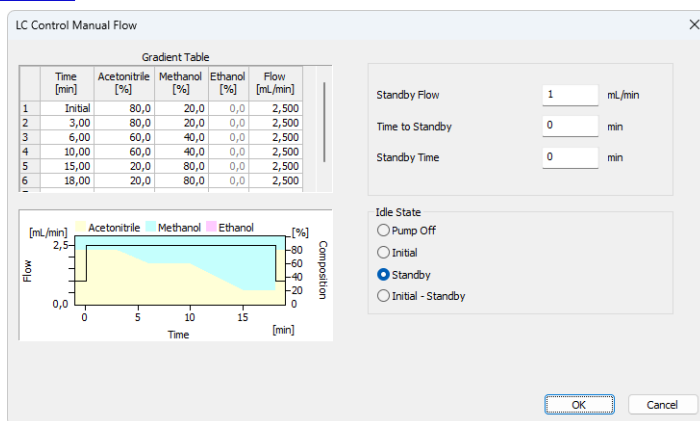 LC Control Manual Flow
Gradient Table
Time [min] Acetonitrile [%] Methanol [%] Ethanol [%] Flow [mL/min]
1 Initial 80,0 20,0 0,0 2,500
2 3,00 80,0 20,0 0,0 2,500
3 6,00 60,0 40,0 0,0 2,500
4 10,00 60,0 40,0 0,0 2,500
5 15,00 20,0 80,0 0,0 2,500
6 18,00 20,0 80,0 0,0 2,500
[mL/min] Acetonitrile Methanol Ethanol [%]
2,5
0,0
Flow
80
60
40
20
0
Composition
0 5 10 15 [min]
Time
Standby Flow 1 mL/min
Time to Standby 0 min
Standby Time 0 min
Idle State
Pump Off
Initial
Standby
Initial - Standby
OK Cancel